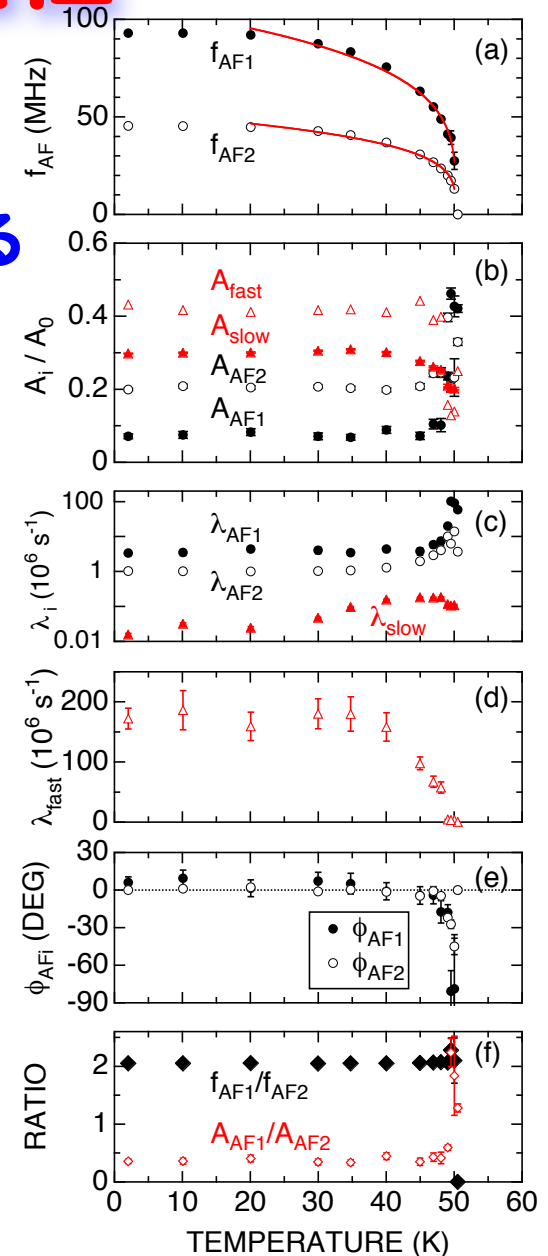 100
50
0
f_AF (MHz)
f_AF1
f_AF2
(a)
0.6
0.4
0.2
0
A_i / A_0
A_fast
A_slow
A_AF2
A_AF1
(b)
100
1
0.01
λ_i (10^6 s^-1)
λ_AF1
λ_AF2
λ_slow
(c)
200
100
0
λ_fast (10^6 s^-1)
(d)
30
0
-30
-60
-90
ϕ_AFi (DEG)
ϕ_AF1
ϕ_AF2
(e)
2
1
0
RATIO
f_AF1/f_AF2
A_AF1/A_AF2
(f)
0 10 20 30 40 50 60
TEMPERATURE (K)